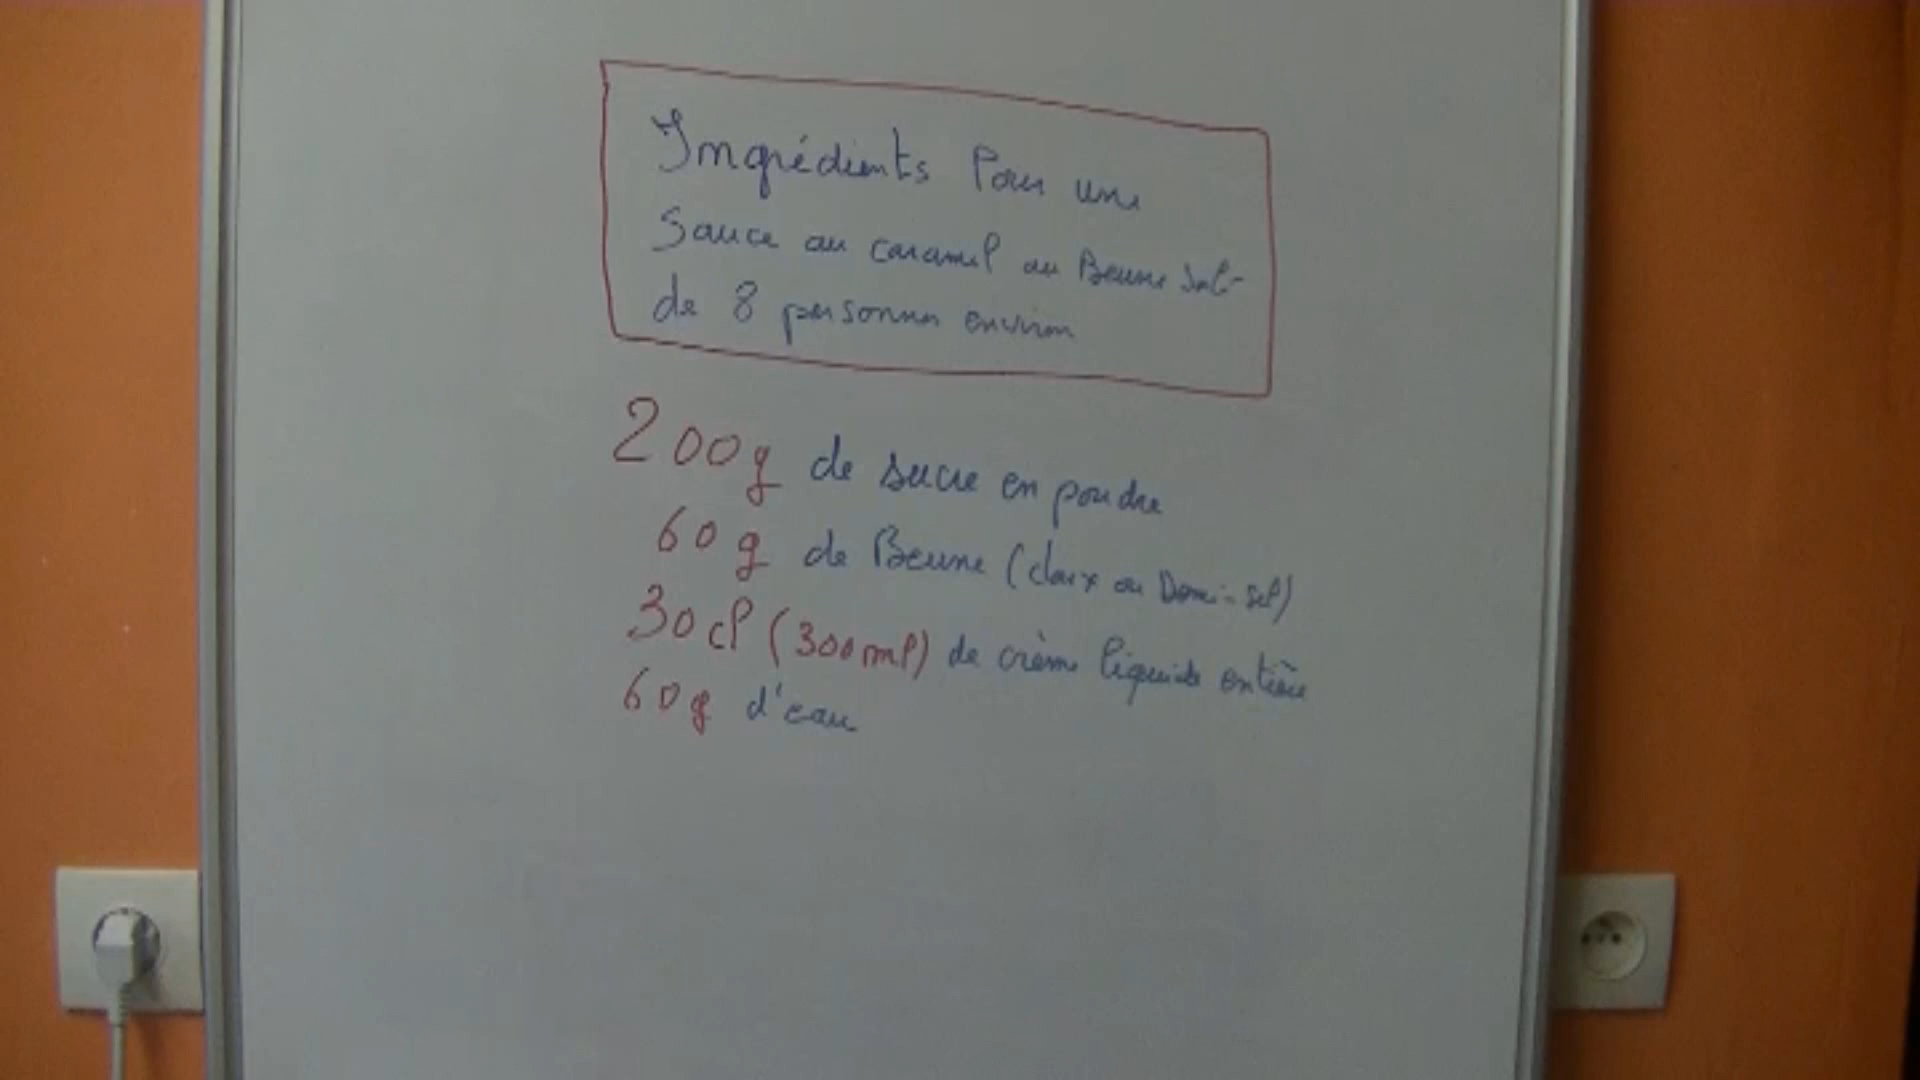 Ingrédients Pour une
Sauce au caramel au Beurre Salé
de 8 personnes environ
200g de sucre en poudre
60g de Beurre (doux ou Demi-sel)
30cl (300ml) de crème liquide entière
60g d'eau